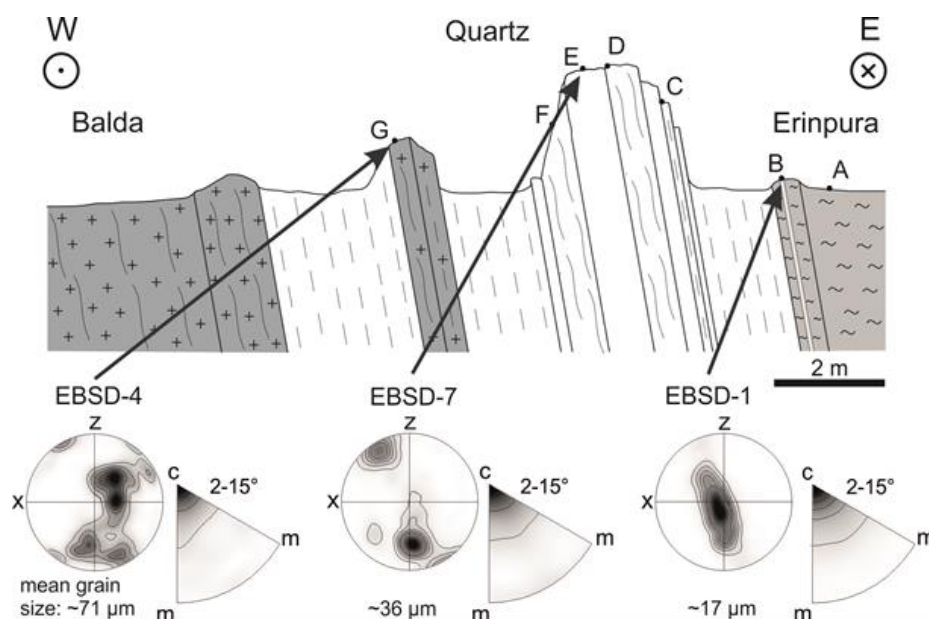 W
Quartz
E
Balda
Erinpura
G
F
E
D
C
B
A
2 m
EBSD-4
EBSD-7
EBSD-1
z
x
c
2-15°
m
m
z
x
c
2-15°
m
m
z
x
c
2-15°
m
m
mean grain
size: ~71 µm
~36 µm
~17 µm